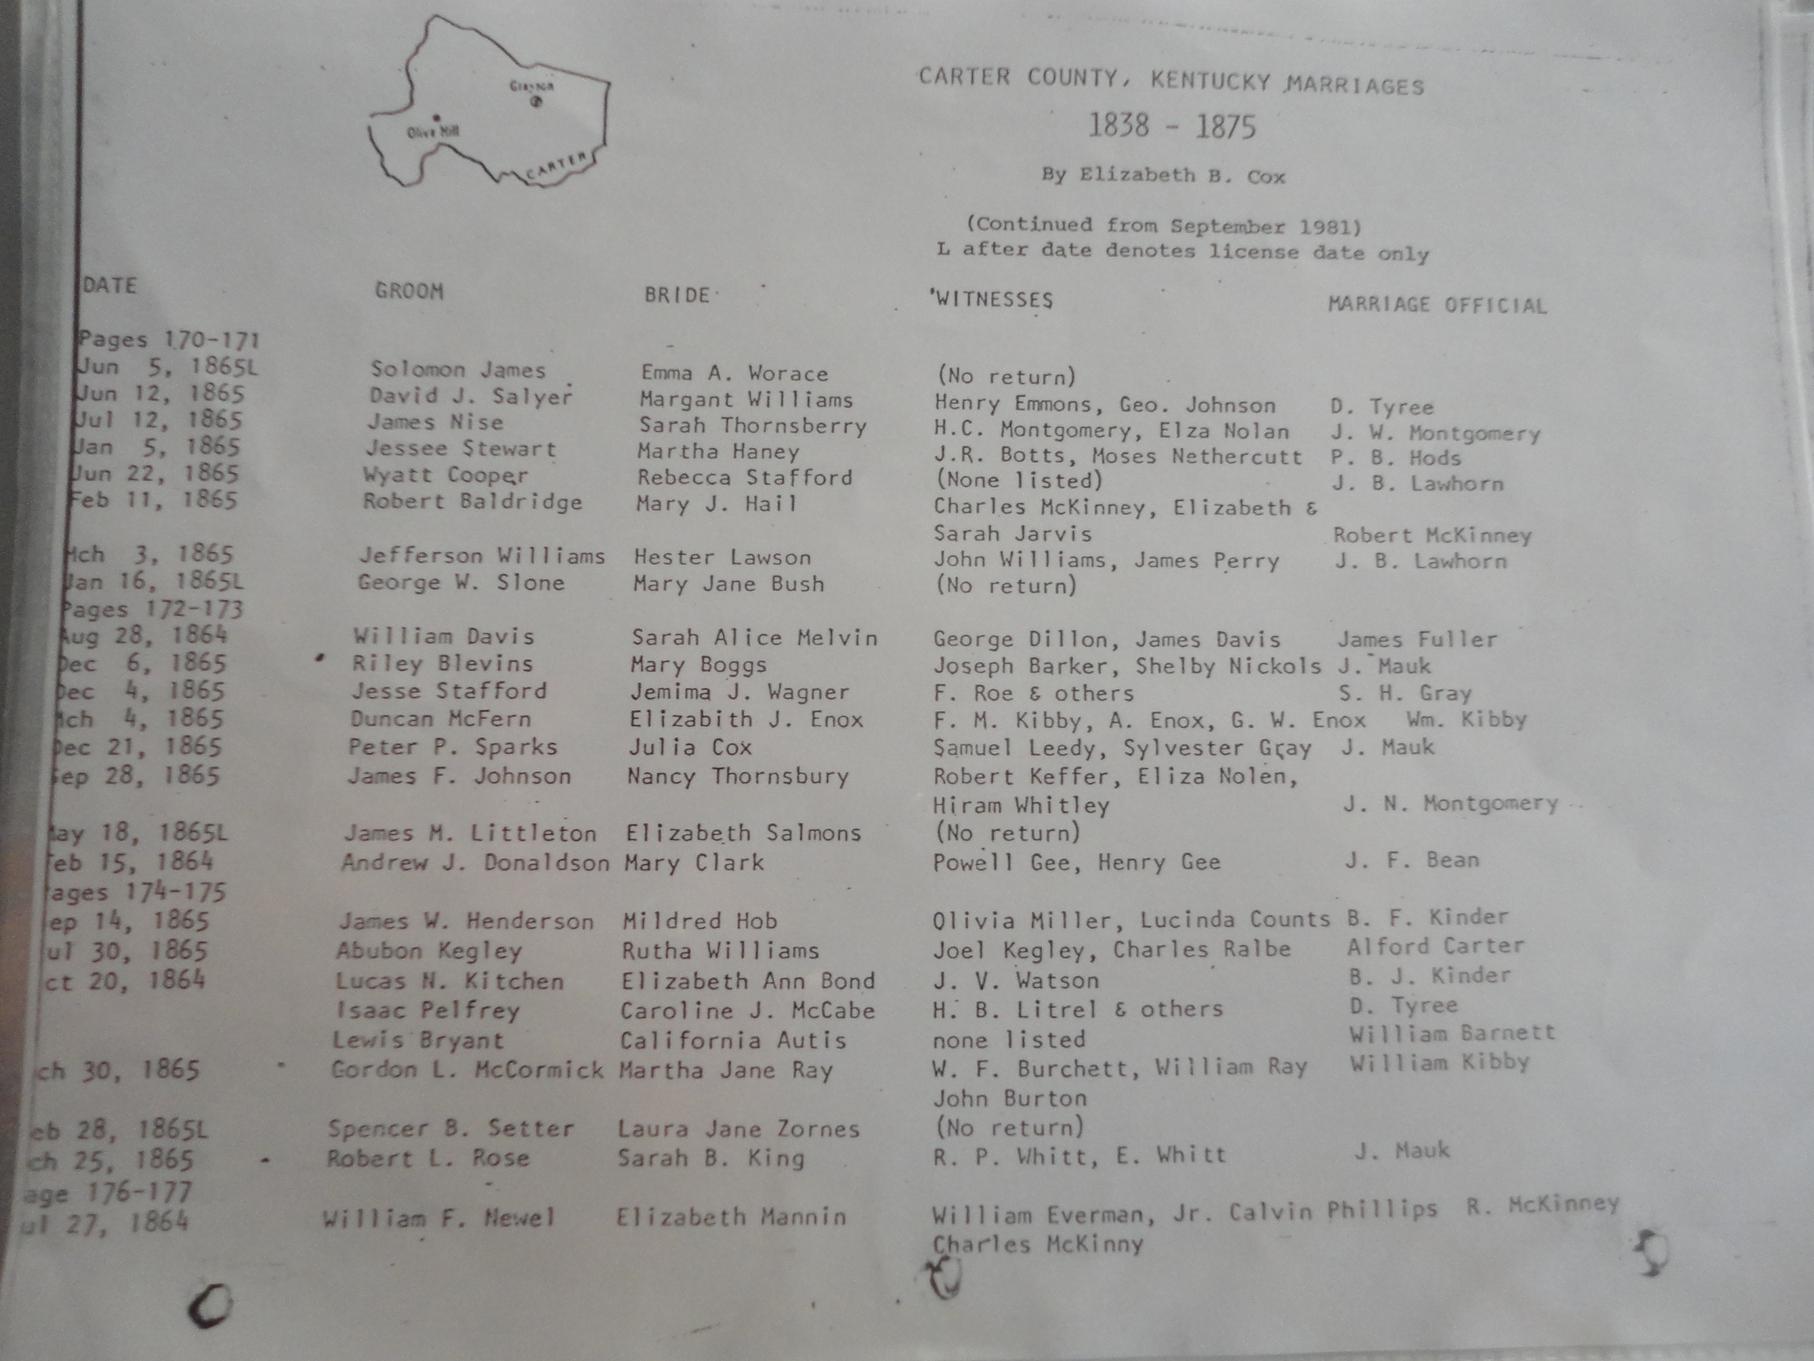 Grayson
Olive Hill
CARTER
CARTER COUNTY, KENTUCKY MARRIAGES
1838 - 1875
By Elizabeth B. Cox
(Continued from September 1981)
L after date denotes license date only
DATE GROOM BRIDE WITNESSES MARRIAGE OFFICIAL
Pages 170-171
Jun 5, 1865L Solomon James Emma A. Worace (No return)
Jun 12, 1865 David J. Salyer Margant Williams Henry Emmons, Geo. Johnson D. Tyree
Jul 12, 1865 James Nise Sarah Thornsberry H.C. Montgomery, Elza Nolan J. W. Montgomery
Jan 5, 1865 Jessee Stewart Martha Haney J.R. Botts, Moses Nethercutt P. B. Hods
Jun 22, 1865 Wyatt Cooper Rebecca Stafford (None listed) J. B. Lawhorn
Feb 11, 1865 Robert Baldridge Mary J. Hail Charles McKinney, Elizabeth &
Sarah Jarvis Robert McKinney
Mch 3, 1865 Jefferson Williams Hester Lawson John Williams, James Perry J. B. Lawhorn
Jan 16, 1865L George W. Slone Mary Jane Bush (No return)
Pages 172-173
Aug 28, 1864 William Davis Sarah Alice Melvin George Dillon, James Davis James Fuller
Dec 6, 1865 Riley Blevins Mary Boggs Joseph Barker, Shelby Nickols J. Mauk
Dec 4, 1865 Jesse Stafford Jemima J. Wagner F. Roe & others S. H. Gray
Mch 4, 1865 Duncan McFern Elizabith J. Enox F. M. Kibby, A. Enox, G. W. Enox Wm. Kibby
Dec 21, 1865 Peter P. Sparks Julia Cox Samuel Leedy, Sylvester Gray J. Mauk
Sep 28, 1865 James F. Johnson Nancy Thornsbury Robert Keffer, Eliza Nolen,
Hiram Whitley J. N. Montgomery
May 18, 1865L James M. Littleton Elizabeth Salmons (No return)
Feb 15, 1864 Andrew J. Donaldson Mary Clark Powell Gee, Henry Gee J. F. Bean
ages 174-175
ep 14, 1865 James W. Henderson Mildred Hob Olivia Miller, Lucinda Counts B. F. Kinder
ul 30, 1865 Abubon Kegley Rutha Williams Joel Kegley, Charles Ralbe Alford Carter
ct 20, 1864 Lucas N. Kitchen Elizabeth Ann Bond J. V. Watson B. J. Kinder
Isaac Pelfrey Caroline J. McCabe H. B. Litrel & others D. Tyree
Lewis Bryant California Autis none listed William Barnett
ch 30, 1865 Gordon L. McCormick Martha Jane Ray W. F. Burchett, William Ray William Kibby
John Burton
eb 28, 1865L Spencer B. Setter Laura Jane Zornes (No return)
ch 25, 1865 Robert L. Rose Sarah B. King R. P. Whitt, E. Whitt J. Mauk
age 176-177
ul 27, 1864 William F. Newel Elizabeth Mannin William Everman, Jr. Calvin Phillips R. McKinney
Charles McKinny